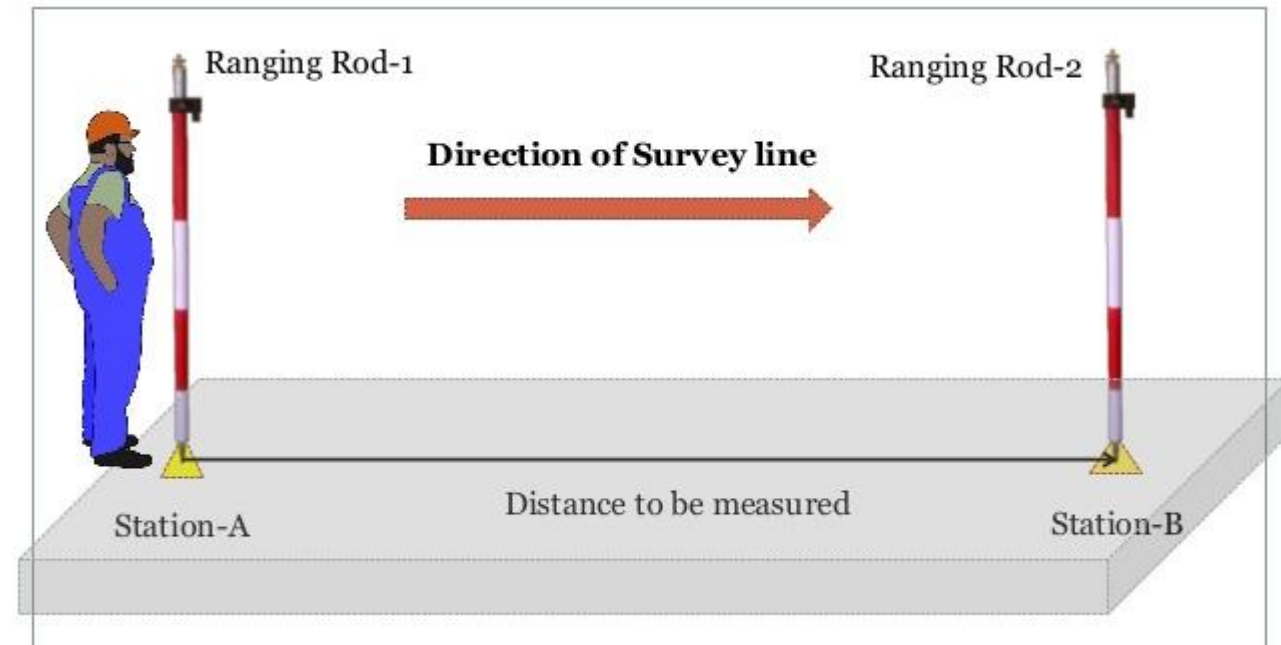 Ranging Rod-1
Ranging Rod-2
Direction of Survey line
Distance to be measured
Station-A
Station-B